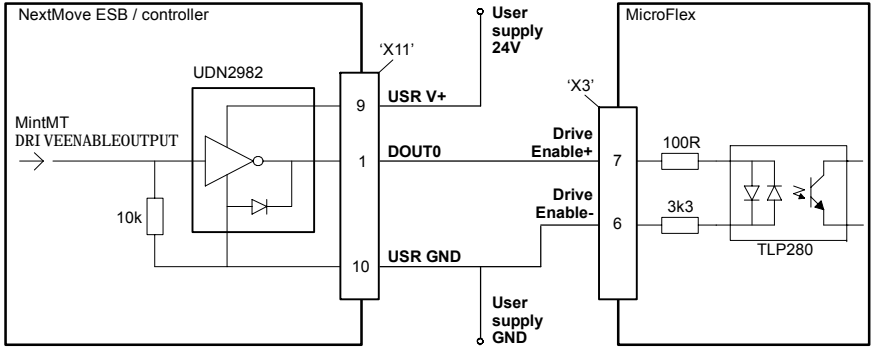 NextMove ESB / controller
User
supply
24V
MicroFlex
‘X11’
UDN2982
‘X3’
9
USR V+
MintMT
DRIVEENABLEOUTPUT
Drive
Enable+
100R
1
DOUT0
7
Drive
Enable-
10k
3k3
6
TLP280
10
USR GND
User
supply
GND